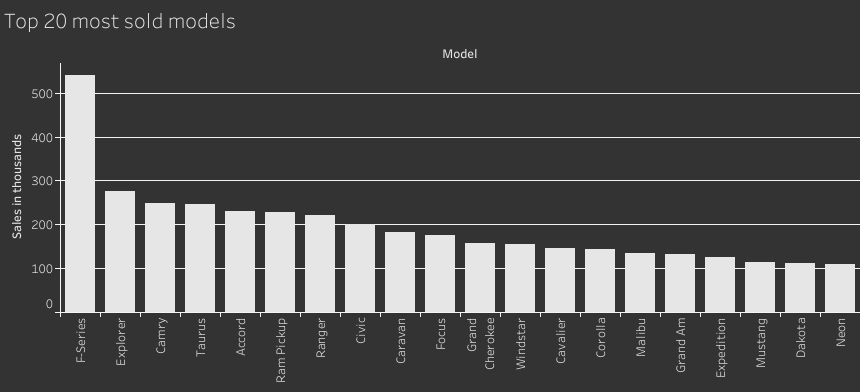 Top 20 most sold models
Model
Sales in thousands
500
400
300
200
100
0
F-Series
Explorer
Camry
Taurus
Accord
Ram Pickup
Ranger
Civic
Caravan
Focus
Grand
Cherokee
Windstar
Cavalier
Corolla
Malibu
Grand Am
Expedition
Mustang
Dakota
Neon